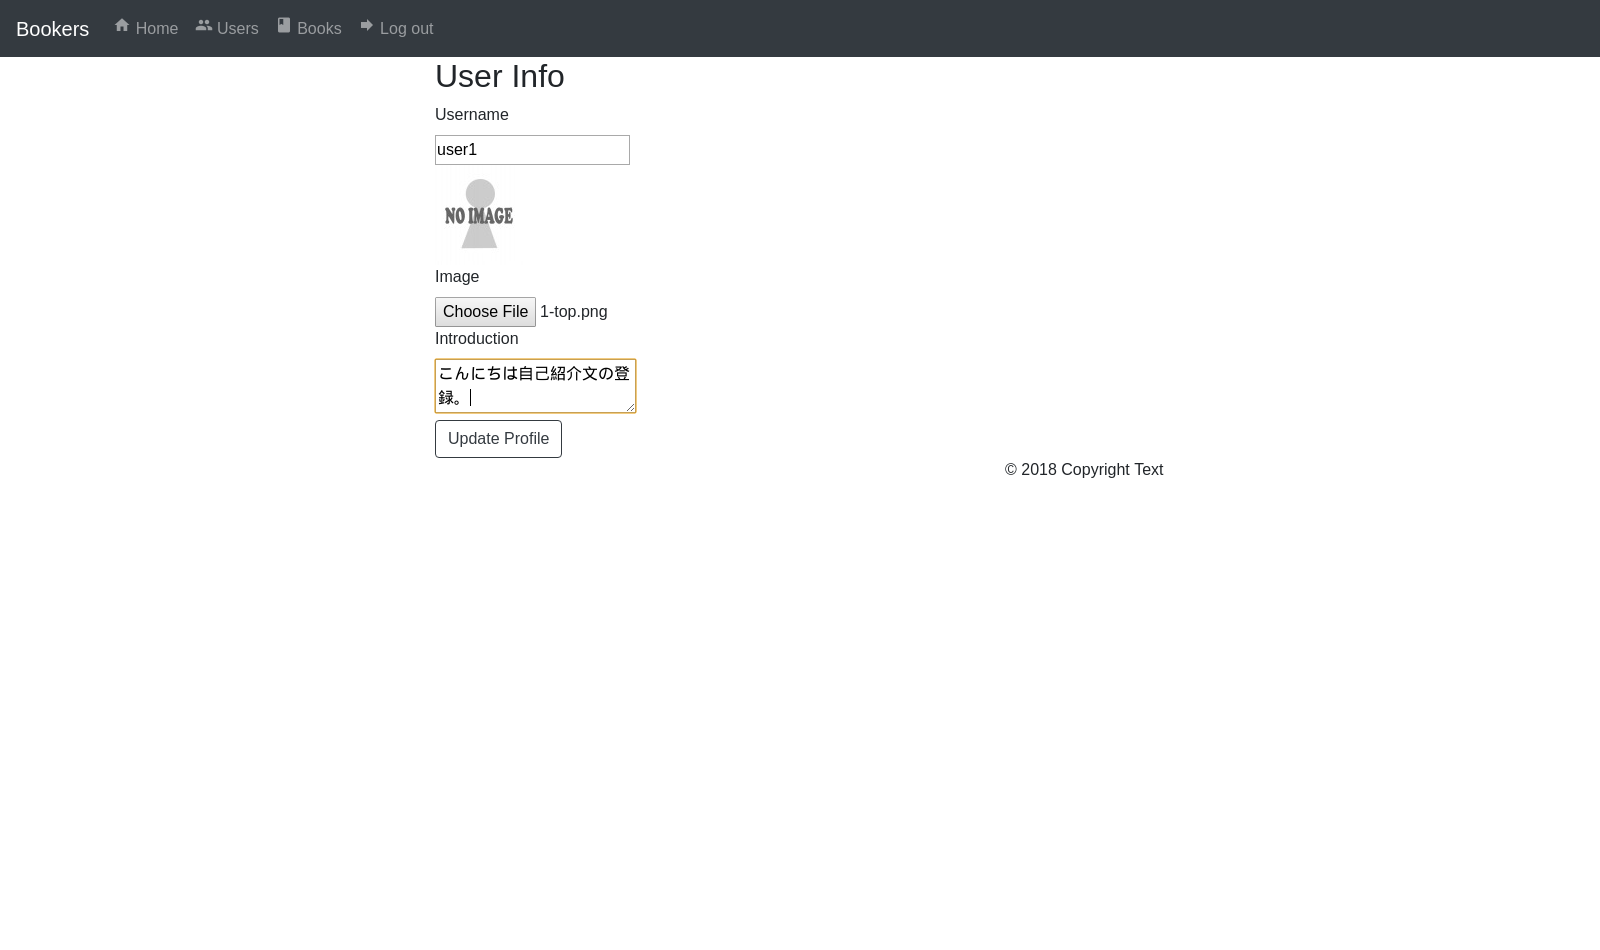 Bookers Home Users Books Log out
User Info
Username
user1
NO IMAGE
Image
Choose File 1-top.png
Introduction
こんにちは自己紹介文の登
録。
Update Profile
© 2018 Copyright Text